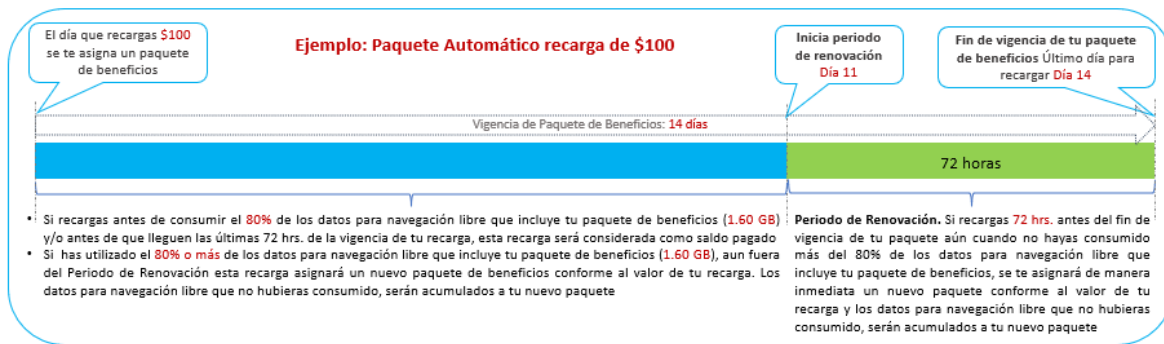 El día que recargas $100
se te asigna un paquete
de beneficios
Ejemplo: Paquete Automático recarga de $100
Inicia periodo
de renovación
Día 11
Fin de vigencia de tu paquete
de beneficios Último día para
recargar Día 14
Vigencia de Paquete de Beneficios: 14 días
72 horas
• Si recargas antes de consumir el 80% de los datos para navegación libre que incluye tu paquete de beneficios (1.60 GB)
y/o antes de que lleguen las últimas 72 hrs. de la vigencia de tu recarga, esta recarga será considerada como saldo pagado
• Si has utilizado el 80% o más de los datos para navegación libre que incluye tu paquete de beneficios (1.60 GB), aun fuera
del Periodo de Renovación esta recarga asignará un nuevo paquete de beneficios conforme al valor de tu recarga. Los
datos para navegación libre que no hubieras consumido, serán acumulados a tu nuevo paquete
Periodo de Renovación. Si recargas 72 hrs. antes del fin de
vigencia de tu paquete aún cuando no hayas consumido
más del 80% de los datos para navegación libre que
incluye tu paquete de beneficios, se te asignará de manera
inmediata un nuevo paquete conforme al valor de tu
recarga y los datos para navegación libre que no hubieras
consumido, serán acumulados a tu nuevo paquete